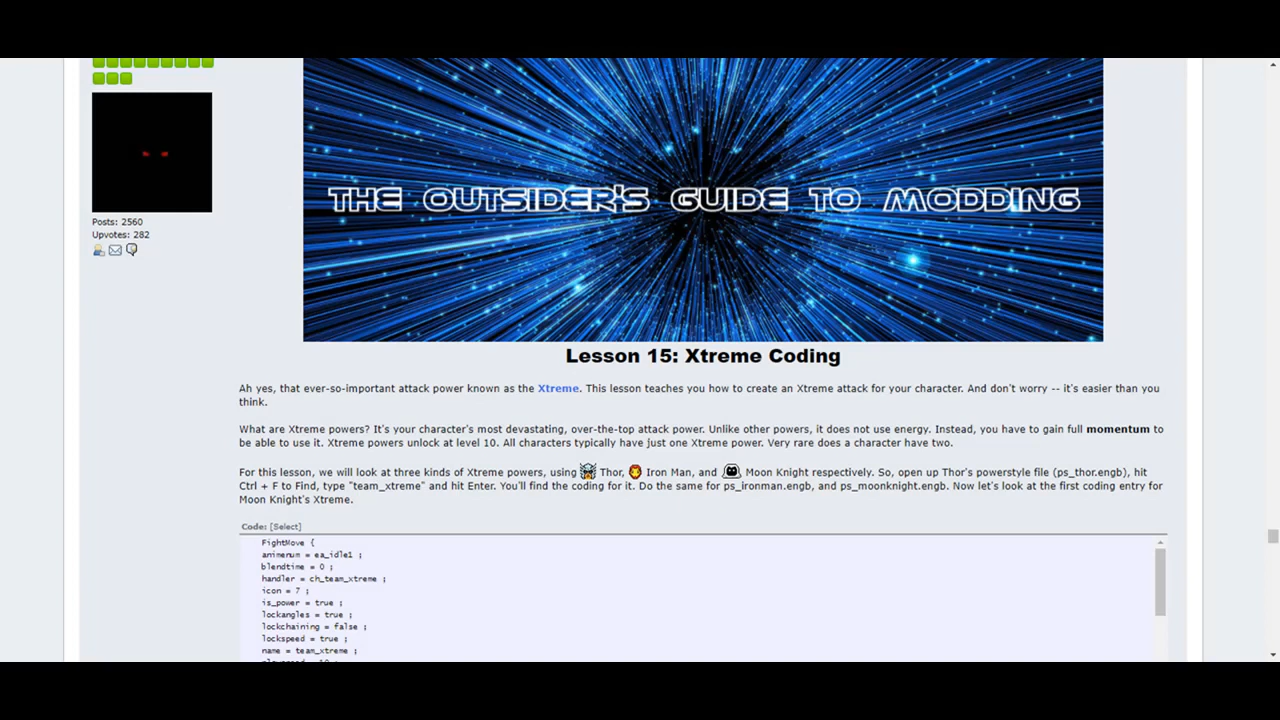 THE OUTSIDER'S GUIDE TO MODDING
Posts: 2560
Upvotes: 282
Lesson 15: Xtreme Coding
Ah yes, that ever-so-important attack power known as the Xtreme. This lesson teaches you how to create an Xtreme attack for your character. And don't worry -- it's easier than you
think.
What are Xtreme powers? It's your character's most devastating, over-the-top attack power. Unlike other powers, it does not use energy. Instead, you have to gain full momentum to
be able to use it. Xtreme powers unlock at level 10. All characters typically have just one Xtreme power. Very rare does a character have two.
For this lesson, we will look at three kinds of Xtreme powers, using Thor, Iron Man, and Moon Knight respectively. So, open up Thor's powerstyle file (ps_thor.engb), hit
Ctrl + F to Find, type "team_xtreme" and hit Enter. You'll find the coding for it. Do the same for ps_ironman.engb, and ps_moonknight.engb. Now let's look at the first coding entry for
Moon Knight's Xtreme.
Code: [Select]
FightMove {
animenum = ea_idle1 ;
blendtime = 0 ;
handler = ch_team_xtreme ;
icon = 7 ;
is_power = true ;
lockangles = true ;
lockchaining = false ;
lockspeed = true ;
name = team_xtreme ;